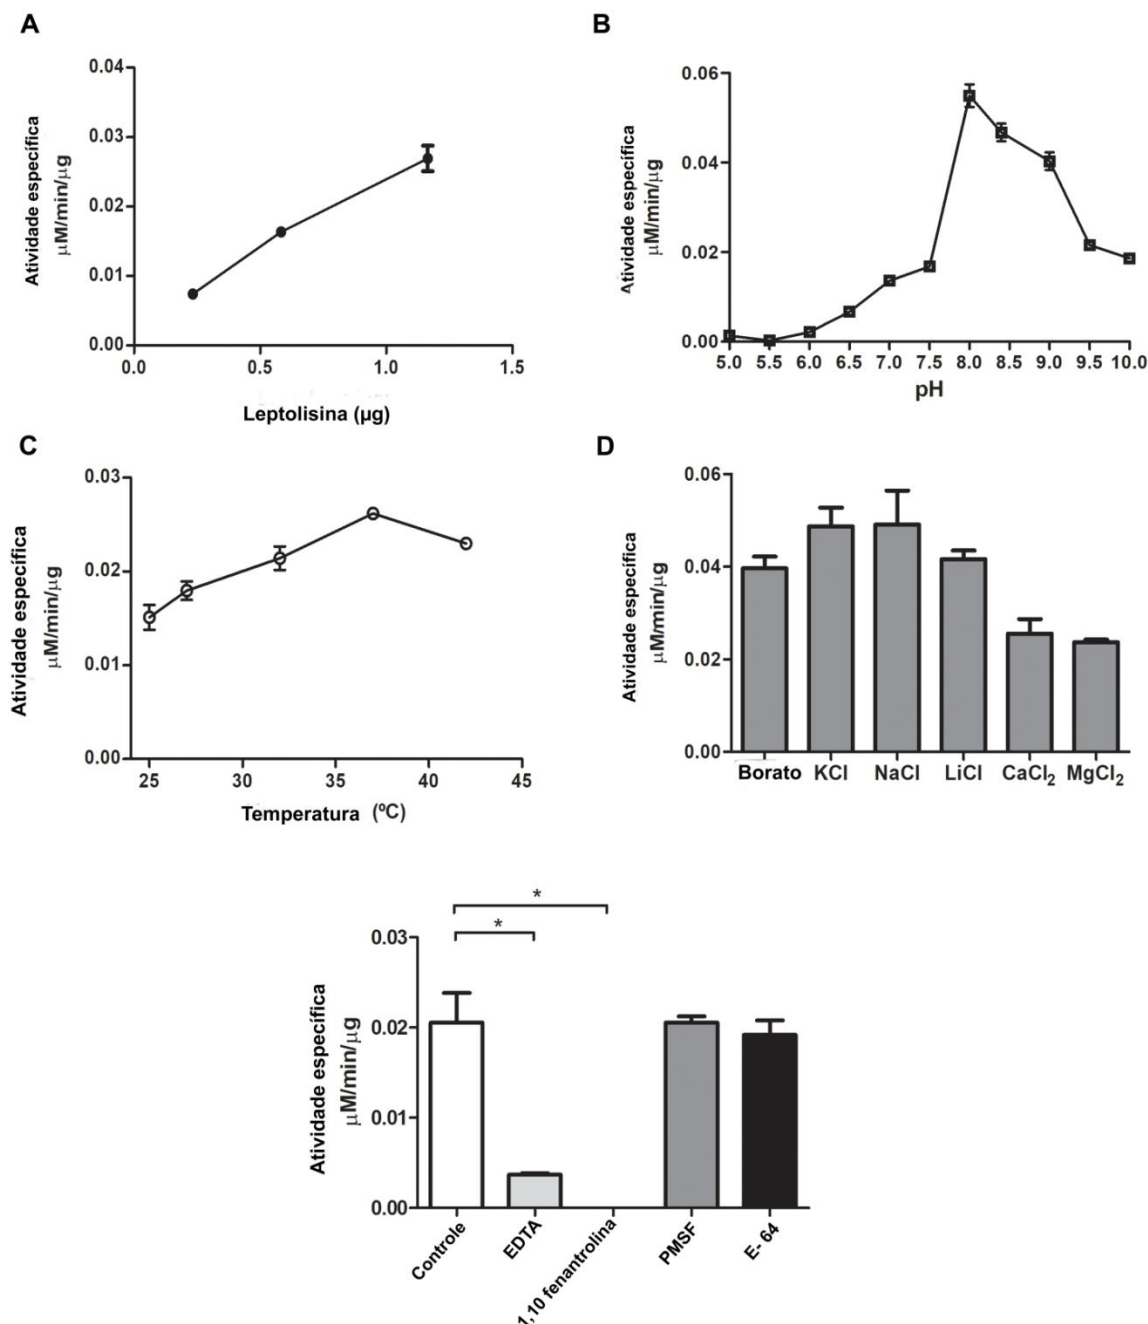 A
Atividade específica
µM/min/µg
0.04
0.03
0.02
0.01
0.00
0.0 0.5 1.0 1.5
Leptolisina (µg)
B
Atividade específica
µM/min/µg
0.06
0.04
0.02
0.00
5.0 5.5 6.0 6.5 7.0 7.5 8.0 8.5 9.0 9.5 10.0
pH
C
Atividade específica
µM/min/µg
0.03
0.02
0.01
0.00
25 30 35 40 45
Temperatura (ºC)
D
Atividade específica
µM/min/µg
0.06
0.04
0.02
0.00
Borato KCl NaCl LiCl CaCl₂ MgCl₂
*
*
Atividade específica
µM/min/µg
0.03
0.02
0.01
0.00
Controle
EDTA
1,10 fenantrolina
PMSF
E- 64